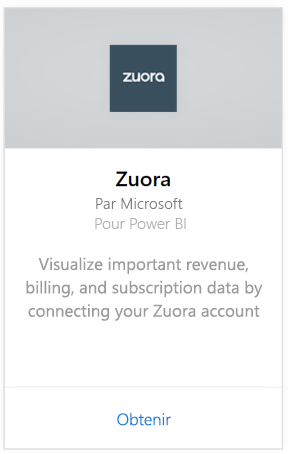 zuora
Zuora
Par Microsoft
Pour Power BI
Visualize important revenue,
billing, and subscription data by
connecting your Zuora account
Obtenir